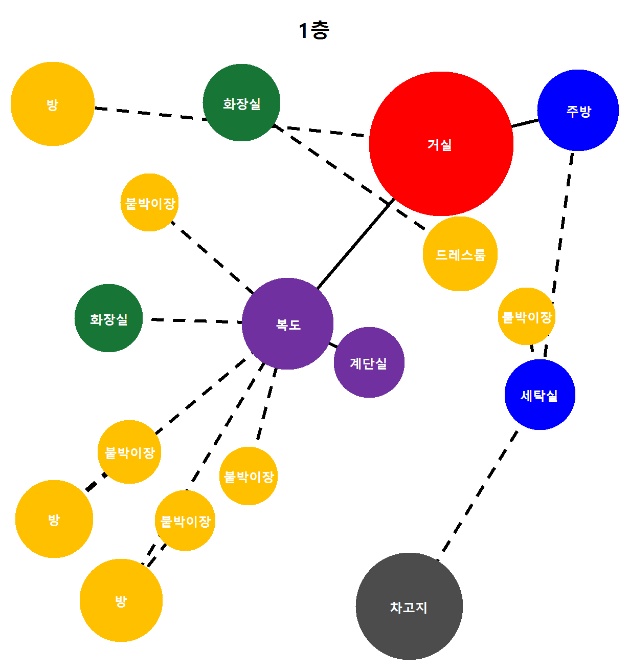 1층
방
화장실
거실
주방
붙박이장
드레스룸
화장실
복도
붙박이장
계단실
세탁실
붙박이장
붙박이장
방
붙박이장
방
차고지